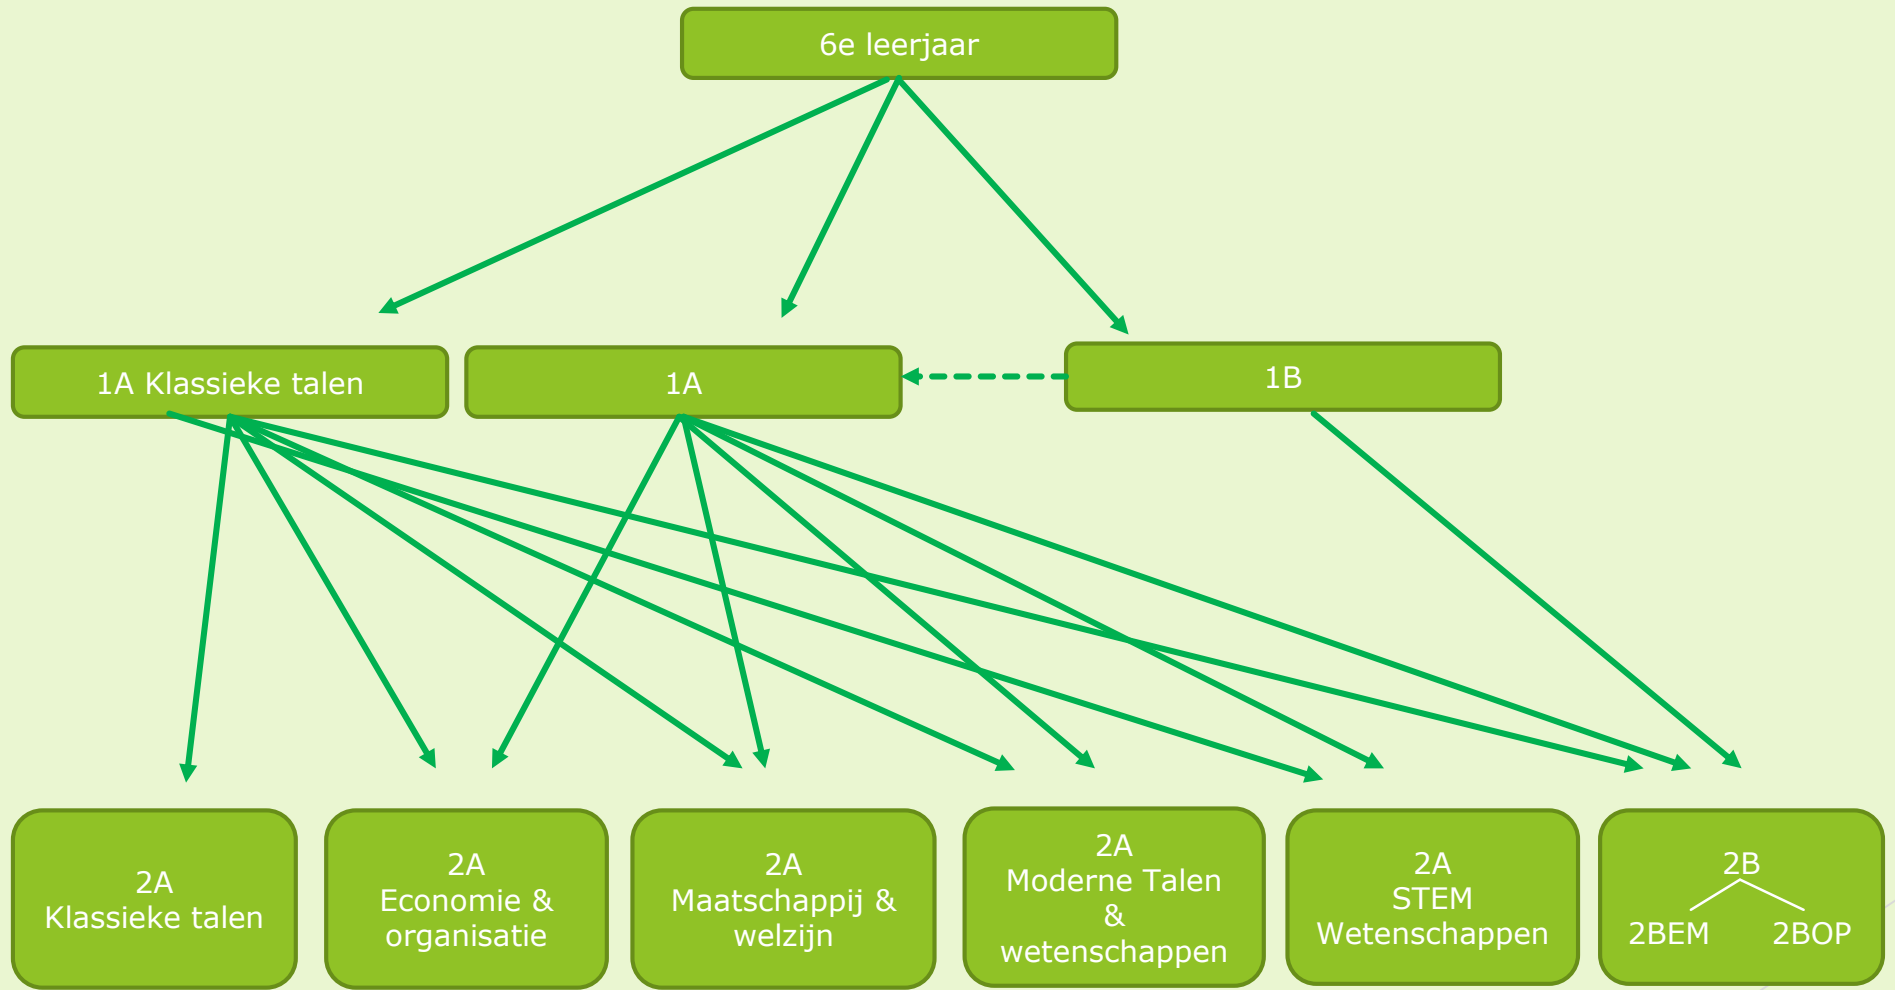 6e leerjaar
1A Klassieke talen
1A
1B
2A
Klassieke talen
2A
Economie &
organisatie
2A
Maatschappij &
welzijn
2A
Moderne Talen
&
wetenschappen
2A
STEM
Wetenschappen
2B
2BEM 2BOP